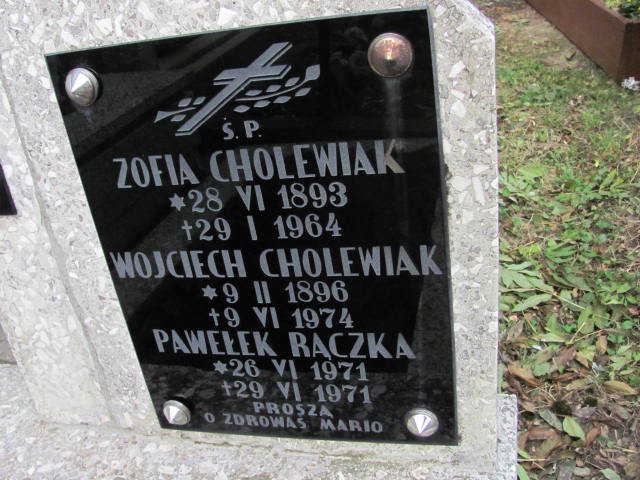 Ś. P.
ZOFIA CHOLEWIAK
* 28 VI 1893
† 29 I 1964
WOJCIECH CHOLEWIAK
* 9 II 1896
† 9 VI 1974
PAWEŁEK RĄCZKA
* 26 VI 1971
† 29 VI 1971
PROSZĄ
O ZDROWAŚ MARIO